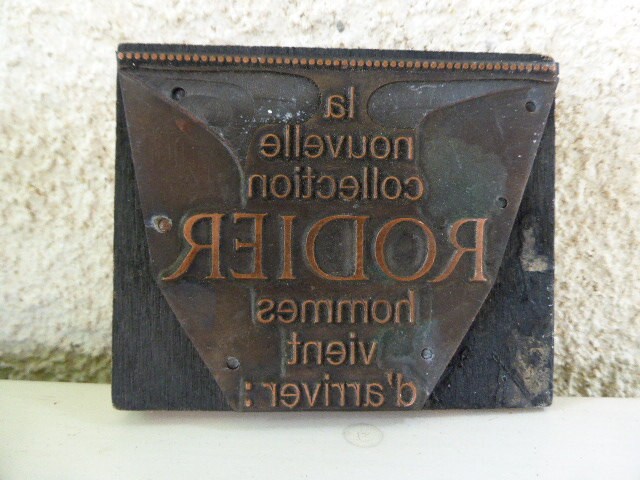 la
nouvelle
collection
RODIER
hommes
vient
d'arriver: